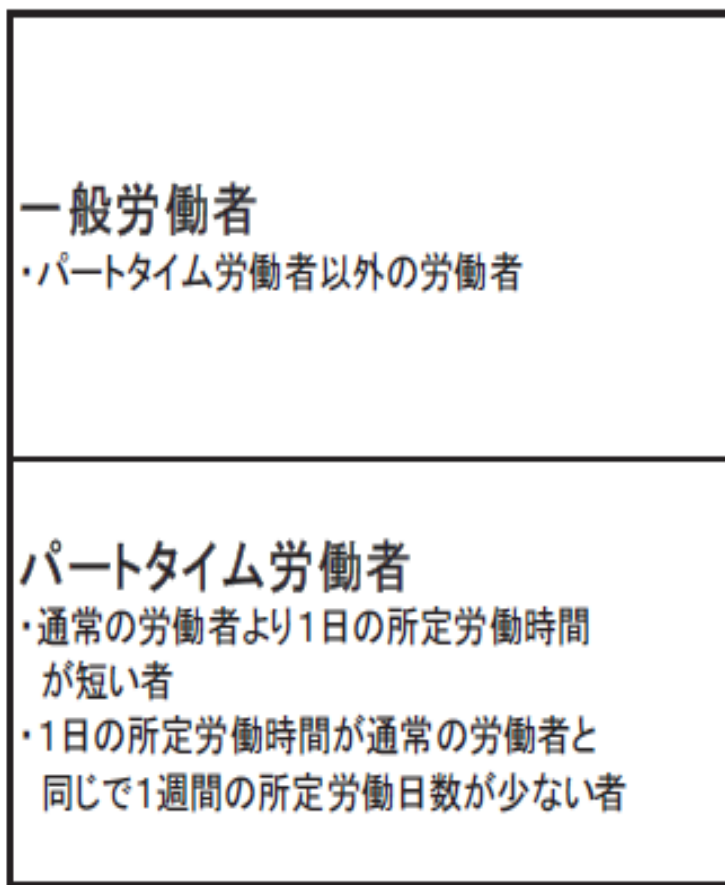 一般労働者
・パートタイム労働者以外の労働者
パートタイム労働者
・通常の労働者より1日の所定労働時間
が短い者
・1日の所定労働時間が通常の労働者と
同じで1週間の所定労働日数が少ない者